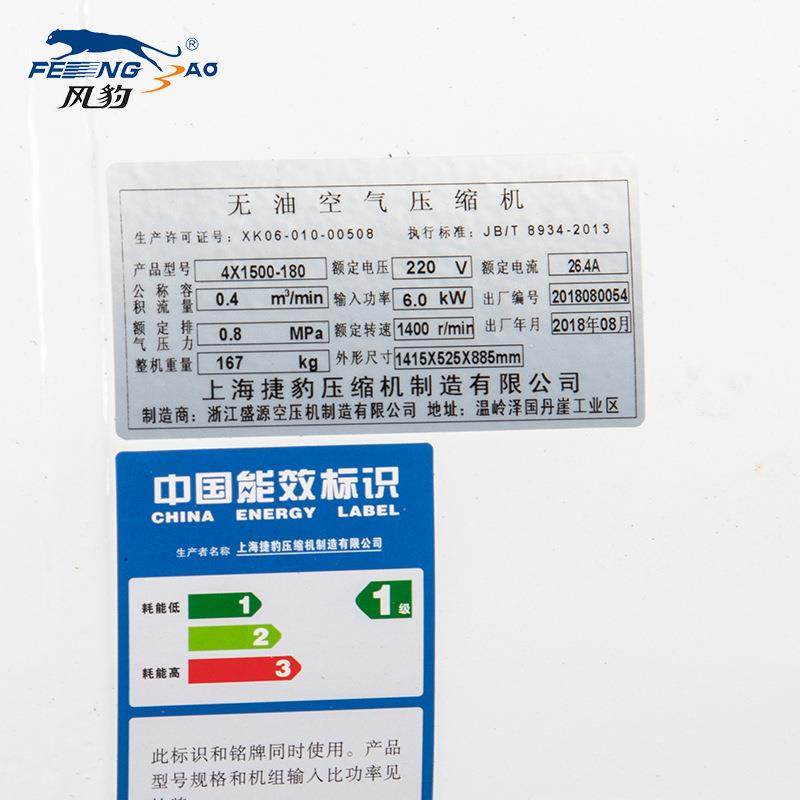 FENGBAO®
风豹
无油空气压缩机
生产许可证号：XK06-010-00508 执行标准：JB/T 8934-2013
产品型号 4X1500-180 额定电压 220 V 额定电流 26.4A
公称容积流量 0.4 m³/min 输入功率 6.0 kW 出厂编号 2018080054
额定排气压力 0.8 MPa 额定转速 1400 r/min 出厂年月 2018年08月
整机重量 167 kg 外形尺寸 1415X525X885mm
上海捷豹压缩机制造有限公司
制造商：浙江盛源空压机制造有限公司 地址：温岭泽国丹崖工业区
中国能效标识
CHINA ENERGY LABEL
生产者名称 上海捷豹压缩机制造有限公司
耗能低 1 1级
2
耗能高 3
此标识和铭牌同时使用。产品
型号规格和机组输入比功率见